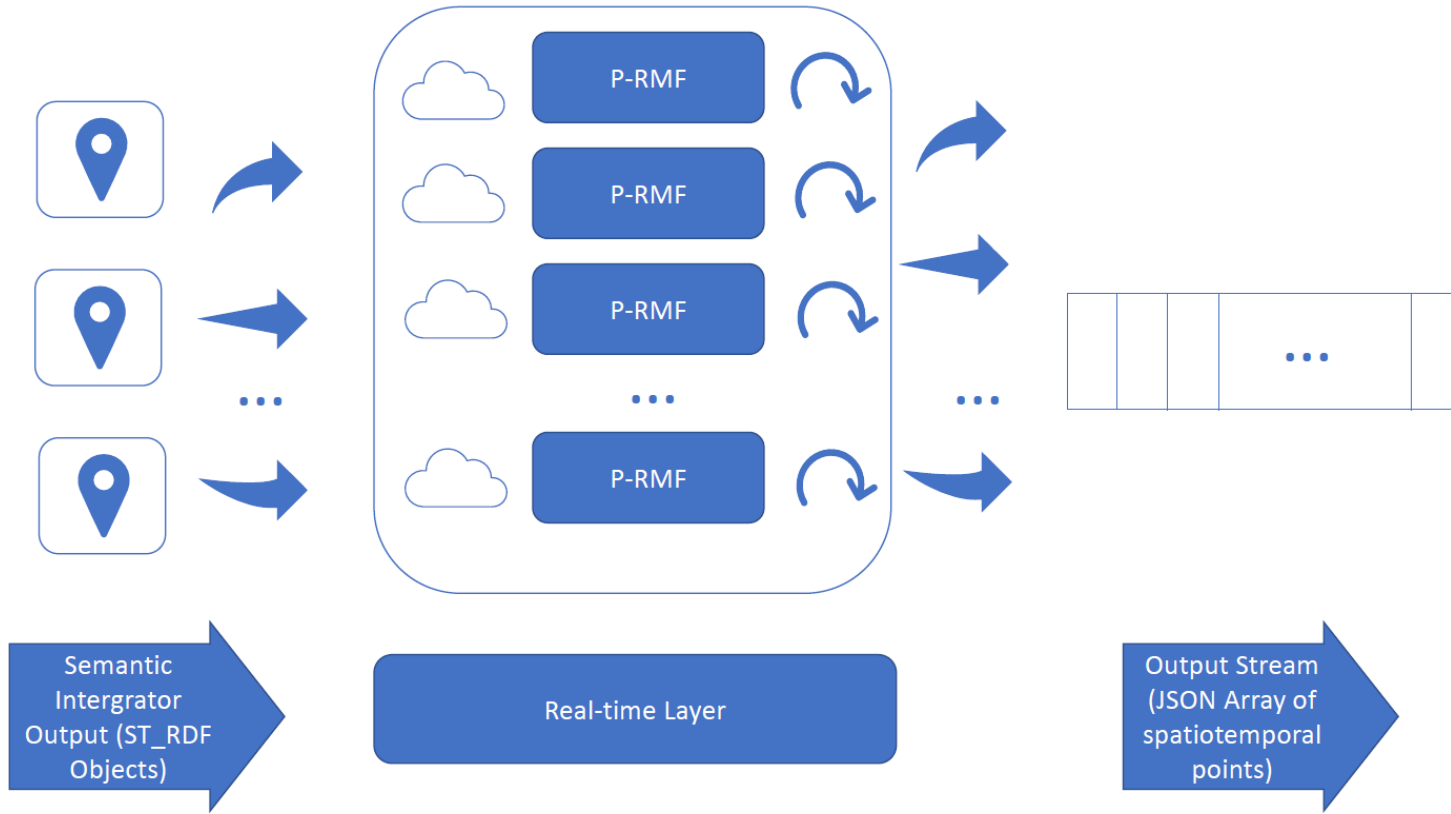 P-RMF
P-RMF
P-RMF
...
...
...
...
P-RMF
Semantic
Intergrator
Output (ST_RDF
Objects)
Real-time Layer
Output Stream
(JSON Array of
spatiotemporal
points)